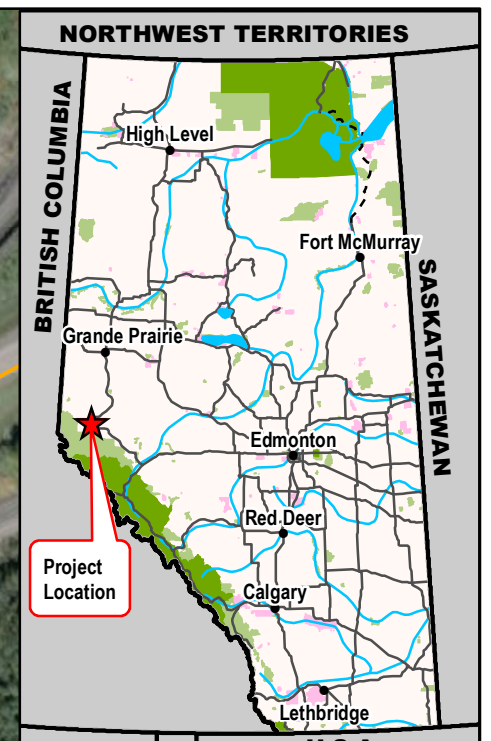 NORTHWEST TERRITORIES
BRITISH COLUMBIA
High Level
Fort McMurray
SASKATCHEWAN
Grande Prairie
Edmonton
Red Deer
Project
Location
Calgary
Lethbridge